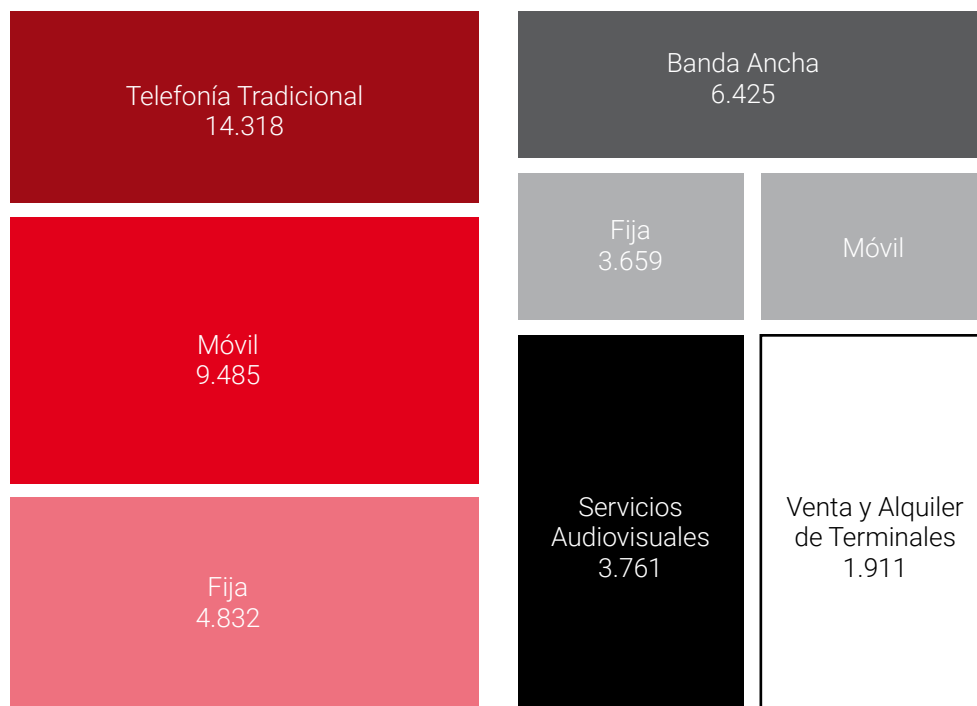 Telefonía Tradicional
14.318
Móvil
9.485
Fija
4.832
Banda Ancha
6.425
Fija
3.659
Móvil
Servicios
Audiovisuales
3.761
Venta y Alquiler
de Terminales
1.911